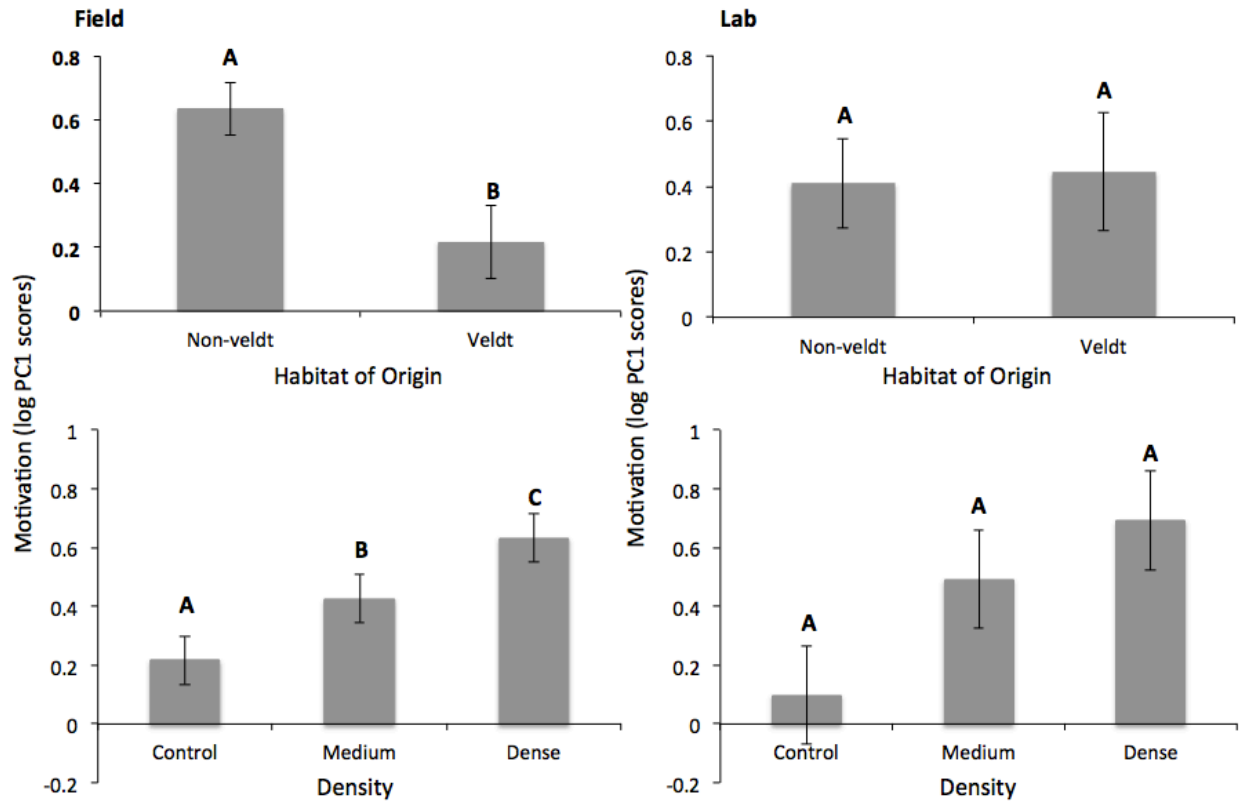 Field
Motivation (log PC1 scores)
0.8
0.6
0.4
0.2
0
A
B
Non-veldt
Veldt
Habitat of Origin
1
0.8
0.6
0.4
0.2
0
-0.2
A
B
C
Control
Medium
Dense
Density
Lab
Motivation (log PC1 scores)
0.8
0.6
0.4
0.2
0
A
A
Non-veldt
Veldt
Habitat of Origin
1
0.8
0.6
0.4
0.2
0
-0.2
A
A
A
Control
Medium
Dense
Density